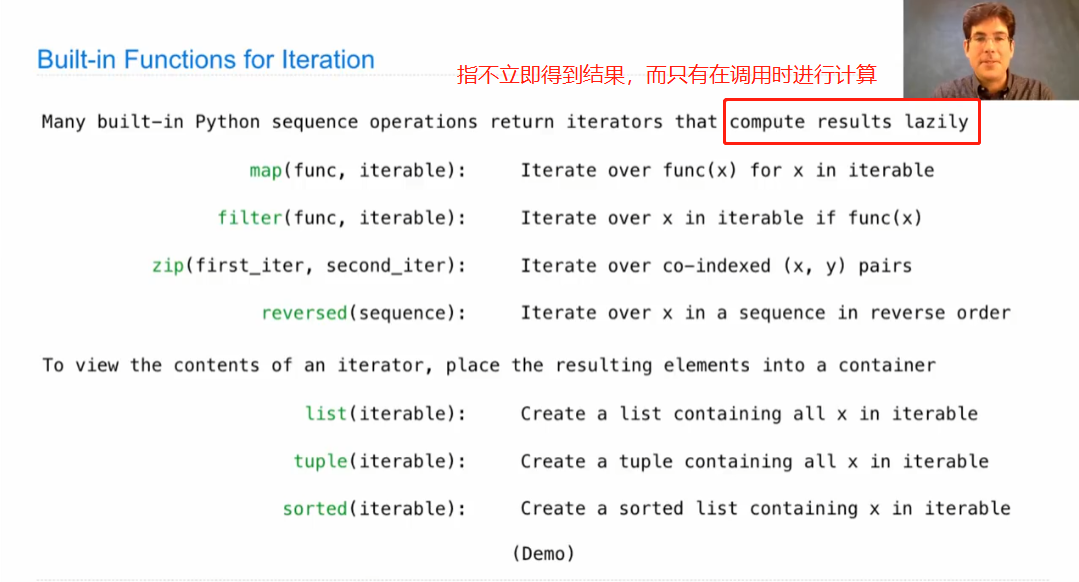 Built-in Functions for Iteration
指不立即得到结果，而只有在调用时进行计算
Many built-in Python sequence operations return iterators that compute results lazily
map(func, iterable): Iterate over func(x) for x in iterable
filter(func, iterable): Iterate over x in iterable if func(x)
zip(first_iter, second_iter): Iterate over co-indexed (x, y) pairs
reversed(sequence): Iterate over x in a sequence in reverse order
To view the contents of an iterator, place the resulting elements into a container
list(iterable): Create a list containing all x in iterable
tuple(iterable): Create a tuple containing all x in iterable
sorted(iterable): Create a sorted list containing x in iterable
(Demo)